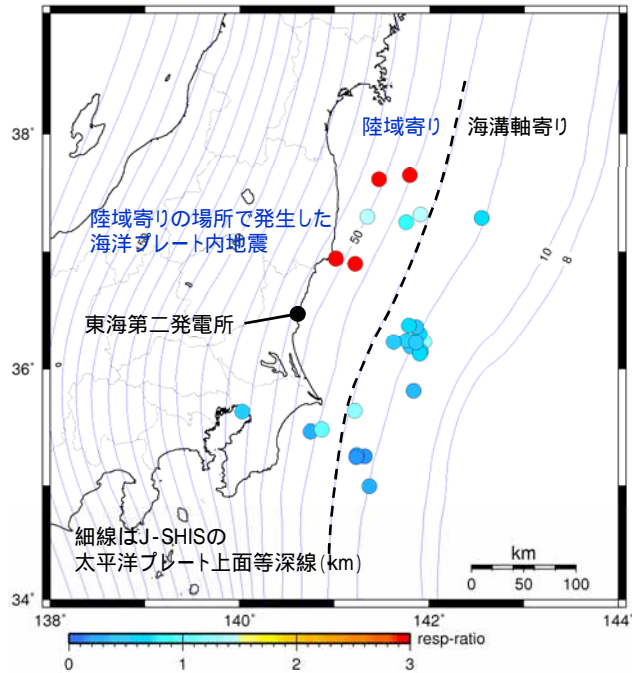 38˚
36˚
34˚
陸域寄り
海溝軸寄り
陸域寄りの場所で発生した
海洋プレート内地震
50
10
8
東海第二発電所
細線はJ-SHISの
太平洋プレート上面等深線(km)
km
0 50 100
138˚ 140˚ 142˚ 144˚
resp-ratio
0 1 2 3